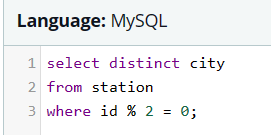 Language: MySQL
1 select distinct city
2 from station
3 where id % 2 = 0;